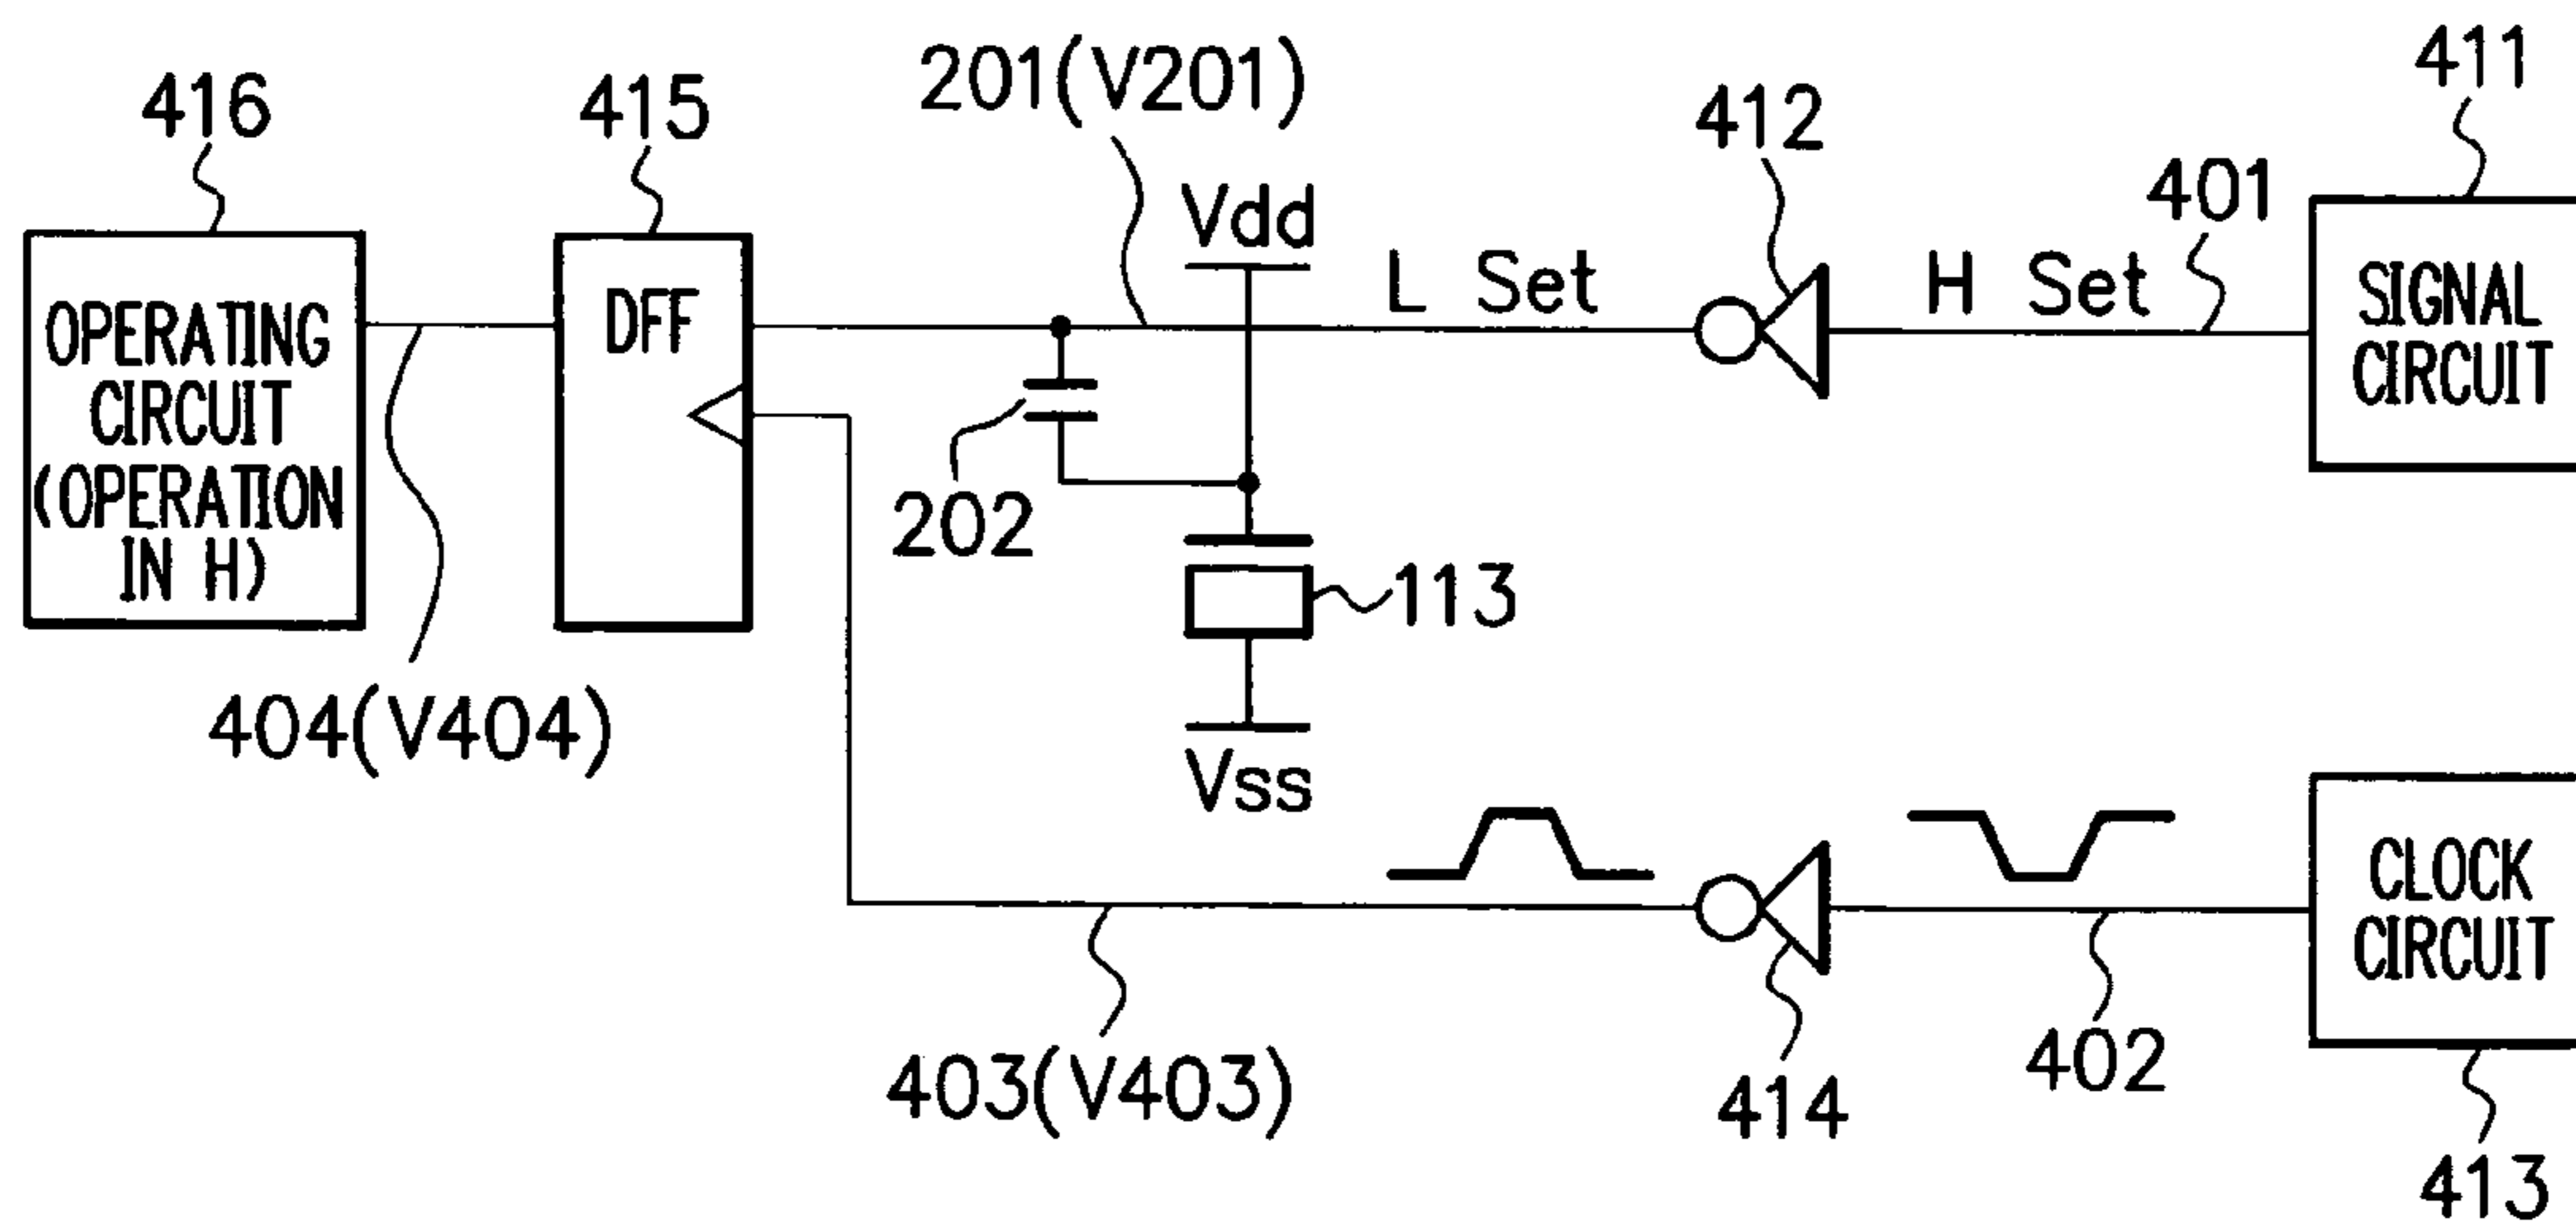 416
415
201(V201)
412
411
401
Vdd
L Set
H Set
OPERATING
CIRCUIT
(OPERATION
IN H)
DFF
SIGNAL
CIRCUIT
202
113
404(V404)
Vss
CLOCK
CIRCUIT
403(V403)
414
402
413